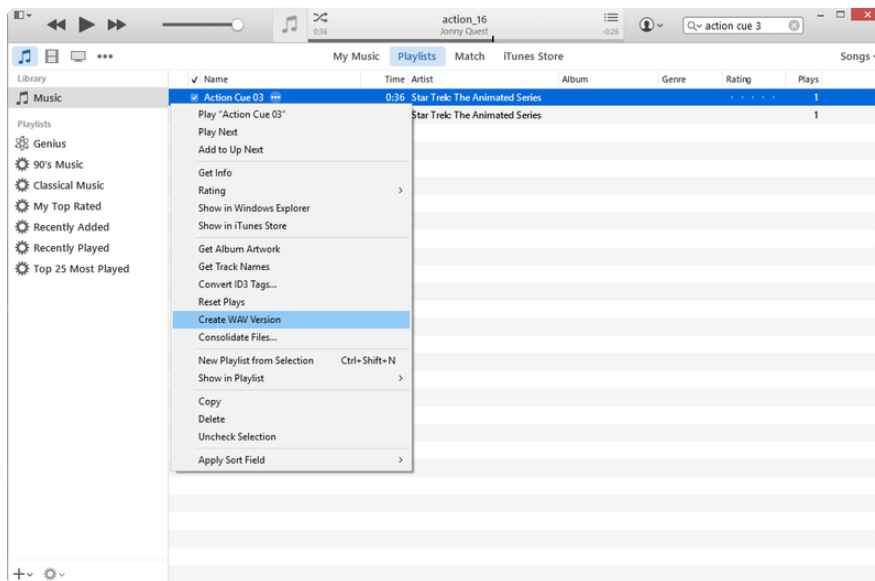 action_16
Jonny Quest
0:36
-0:26
action cue 3
My Music Playlists Match iTunes Store
Songs
Library
Music
Playlists
Genius
90's Music
Classical Music
My Top Rated
Recently Added
Recently Played
Top 25 Most Played
Name Time Artist Album Genre Rating Plays
Action Cue 03 0:36 Star Trek: The Animated Series 1
Star Trek: The Animated Series 1
Play "Action Cue 03"
Play Next
Add to Up Next
Get Info
Rating
Show in Windows Explorer
Show in iTunes Store
Get Album Artwork
Get Track Names
Convert ID3 Tags...
Reset Plays
Create WAV Version
Consolidate Files...
New Playlist from Selection Ctrl+Shift+N
Show in Playlist
Copy
Delete
Uncheck Selection
Apply Sort Field